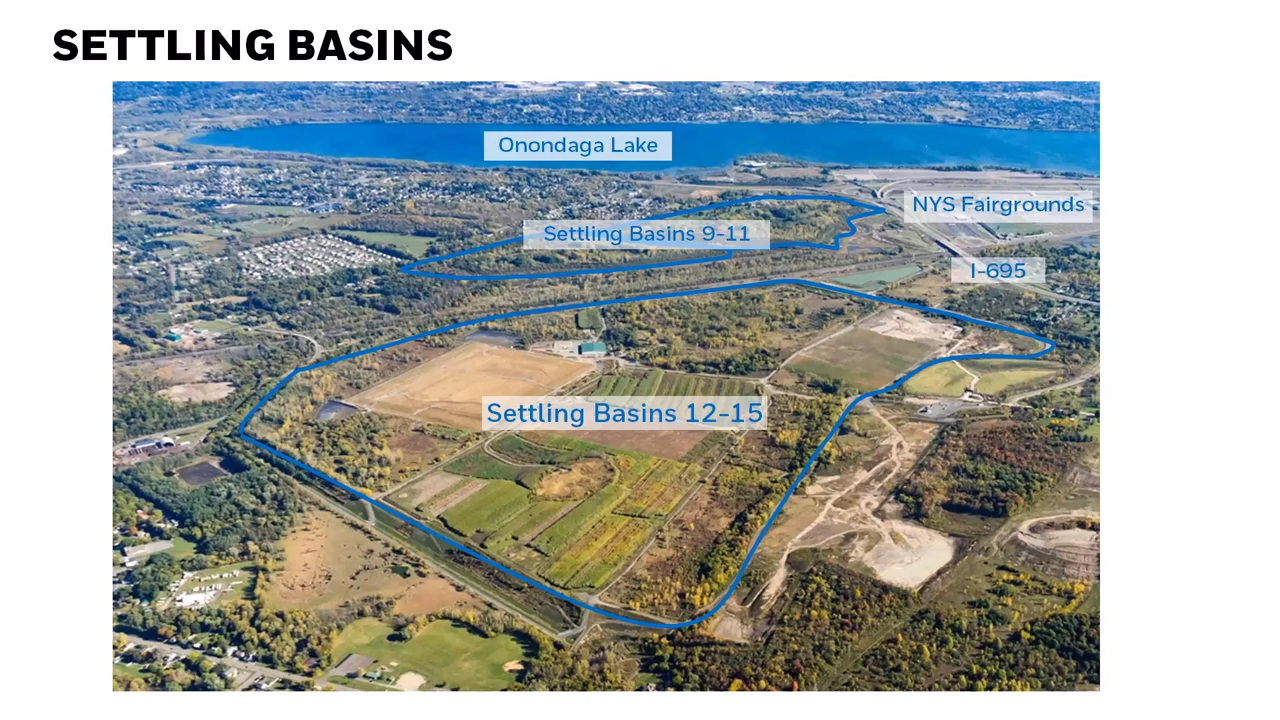 SETTLING BASINS
Onondaga Lake
NYS Fairgrounds
Settling Basins 9-11
I-695
Settling Basins 12-15